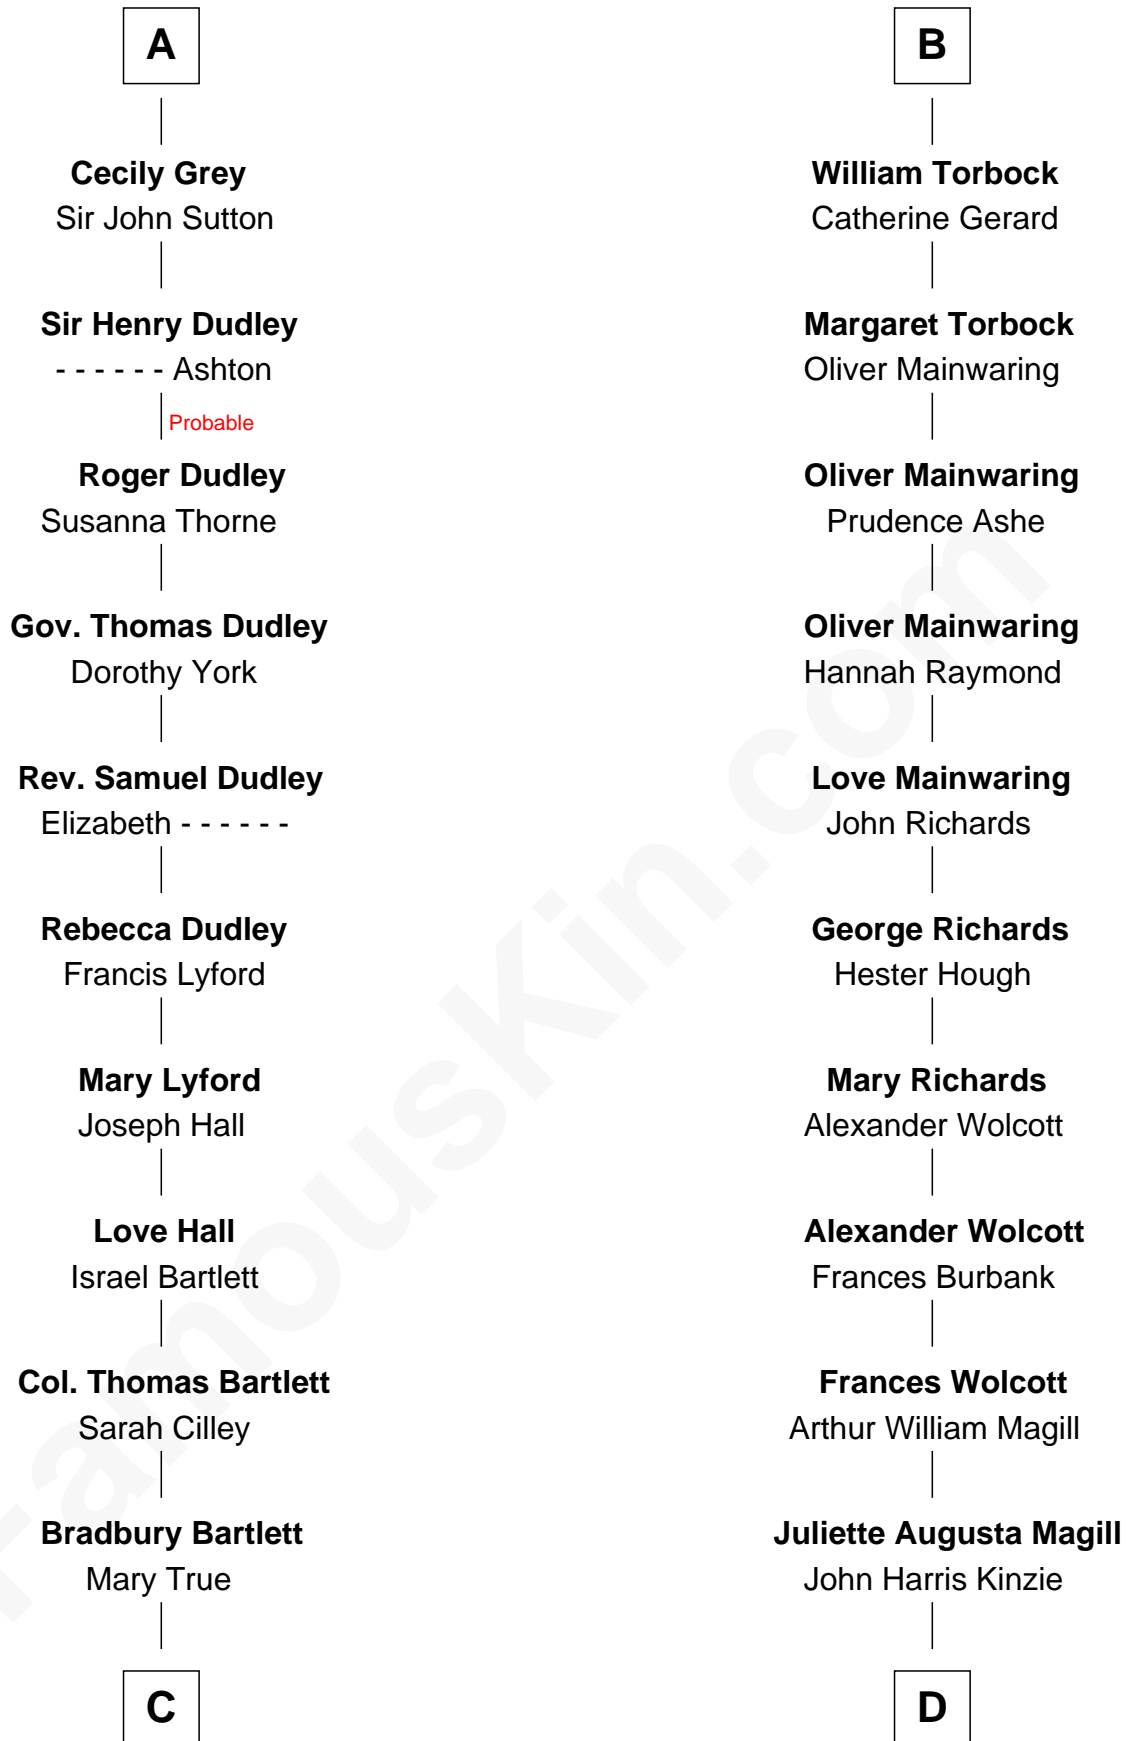 A
Cecily Grey
Sir John Sutton
Sir Henry Dudley
- - - - - - Ashton
Probable
Roger Dudley
Susanna Thorne
Gov. Thomas Dudley
Dorothy York
Rev. Samuel Dudley
Elizabeth - - - - - -
Rebecca Dudley
Francis Lyford
Mary Lyford
Joseph Hall
Love Hall
Israel Bartlett
Col. Thomas Bartlett
Sarah Cilley
Bradbury Bartlett
Mary True
C
B
William Torbock
Catherine Gerard
Margaret Torbock
Oliver Mainwaring
Oliver Mainwaring
Prudence Ashe
Oliver Mainwaring
Hannah Raymond
Love Mainwaring
John Richards
George Richards
Hester Hough
Mary Richards
Alexander Wolcott
Alexander Wolcott
Frances Burbank
Frances Wolcott
Arthur William Magill
Juliette Augusta Magill
John Harris Kinzie
D
FamousKin.com